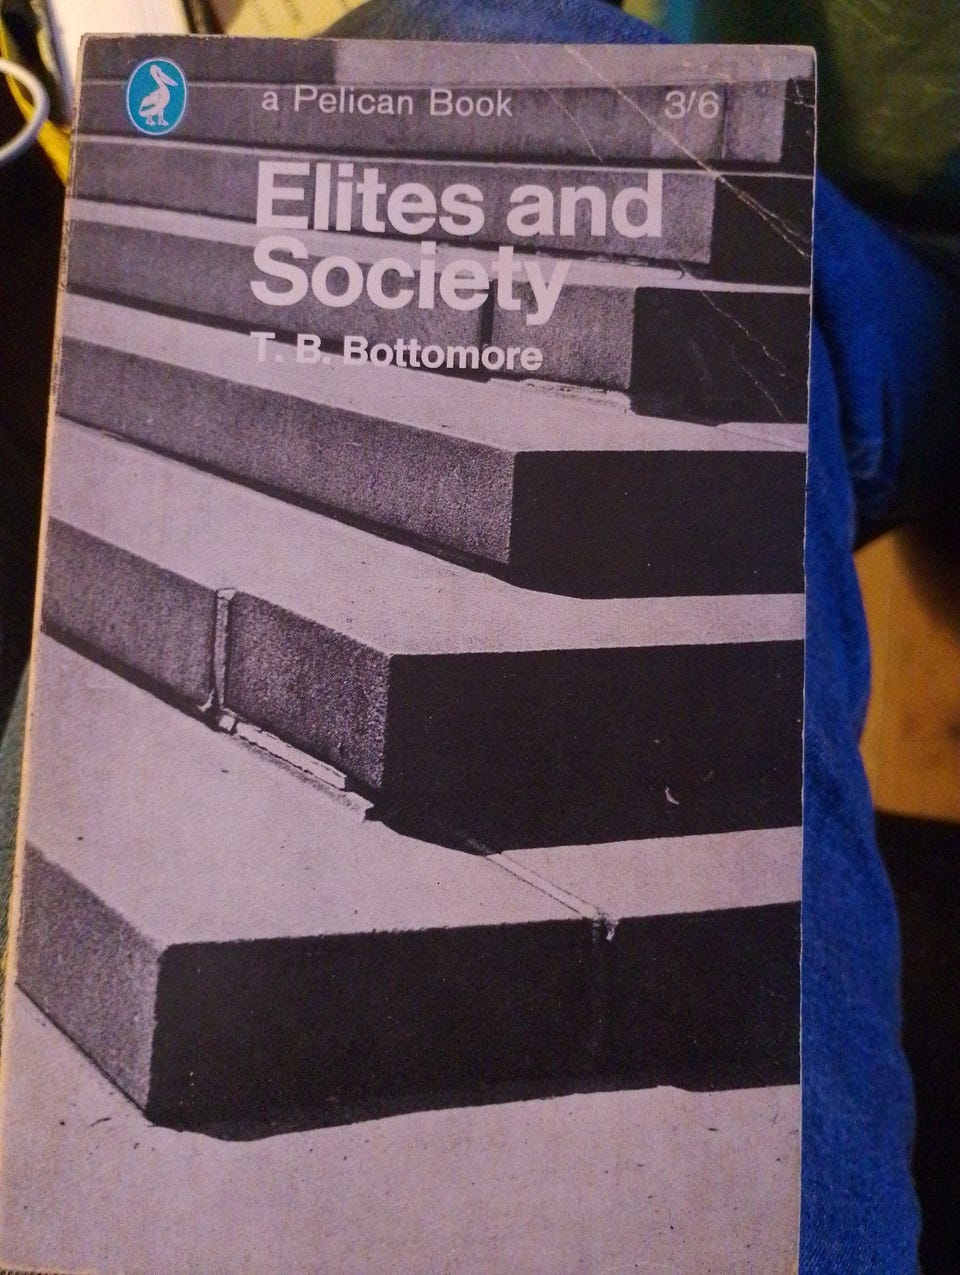 a Pelican Book 3/6
Elites and
Society
T. B. Bottomore